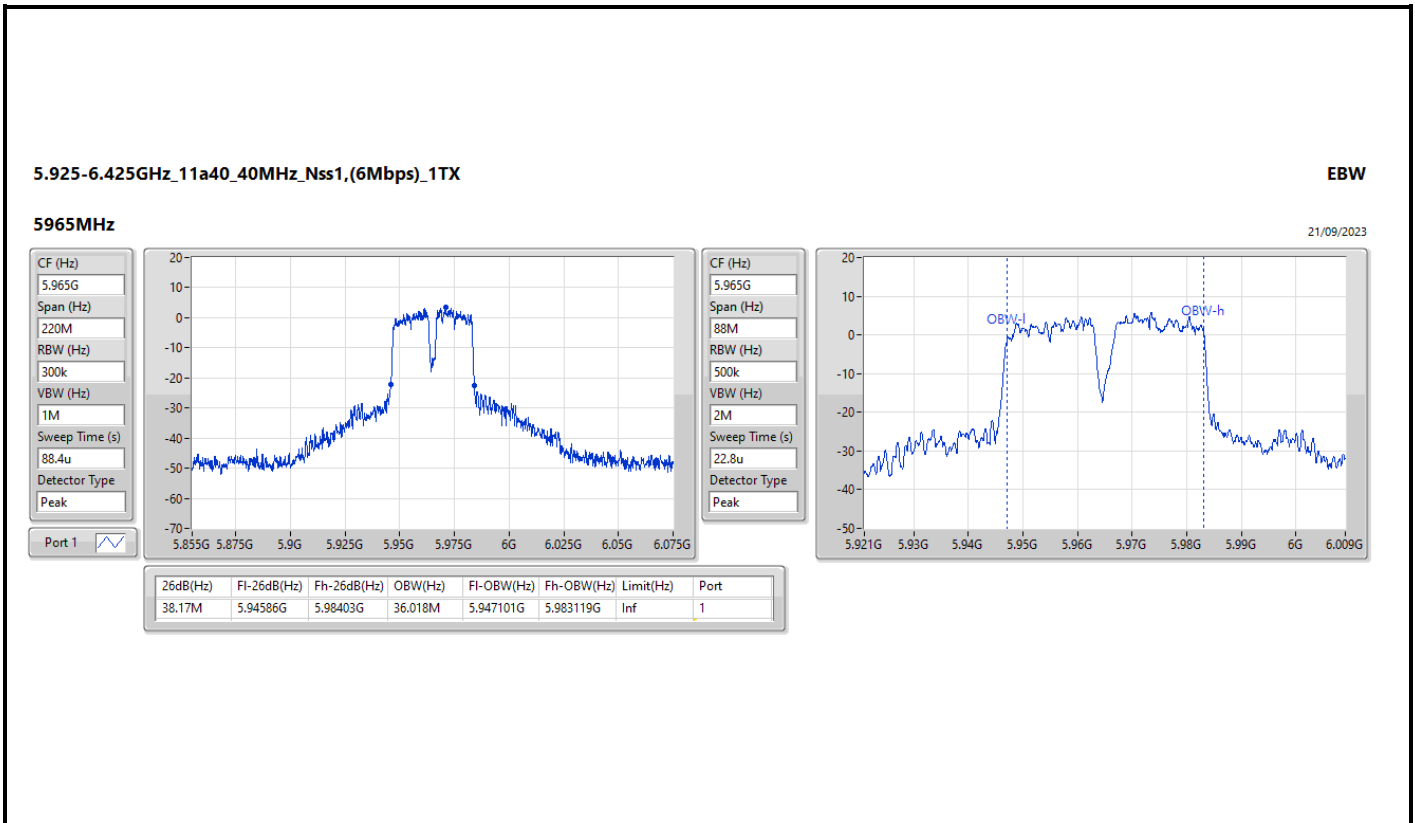 5.925-6.425GHz_11a40_40MHz_Nss1,(6Mbps)_1TX
EBW
5965MHz
21/09/2023
CF (Hz)
5.965G
Span (Hz)
220M
RBW (Hz)
300k
VBW (Hz)
1M
Sweep Time (s)
88.4u
Detector Type
Peak
Port 1
20
10
0
-10
-20
-30
-40
-50
-60
-70
5.855G 5.875G 5.9G 5.925G 5.95G 5.975G 6G 6.025G 6.05G 6.075G
CF (Hz)
5.965G
Span (Hz)
88M
RBW (Hz)
500k
VBW (Hz)
2M
Sweep Time (s)
22.8u
Detector Type
Peak
20
10
0
-10
-20
-30
-40
-50
OBW-l
OBW-h
5.921G 5.93G 5.94G 5.95G 5.96G 5.97G 5.98G 5.99G 6G 6.009G
26dB(Hz) Fl-26dB(Hz) Fh-26dB(Hz) OBW(Hz) Fl-OBW(Hz) Fh-OBW(Hz) Limit(Hz) Port
38.17M 5.94586G 5.98403G 36.018M 5.947101G 5.983119G Inf 1